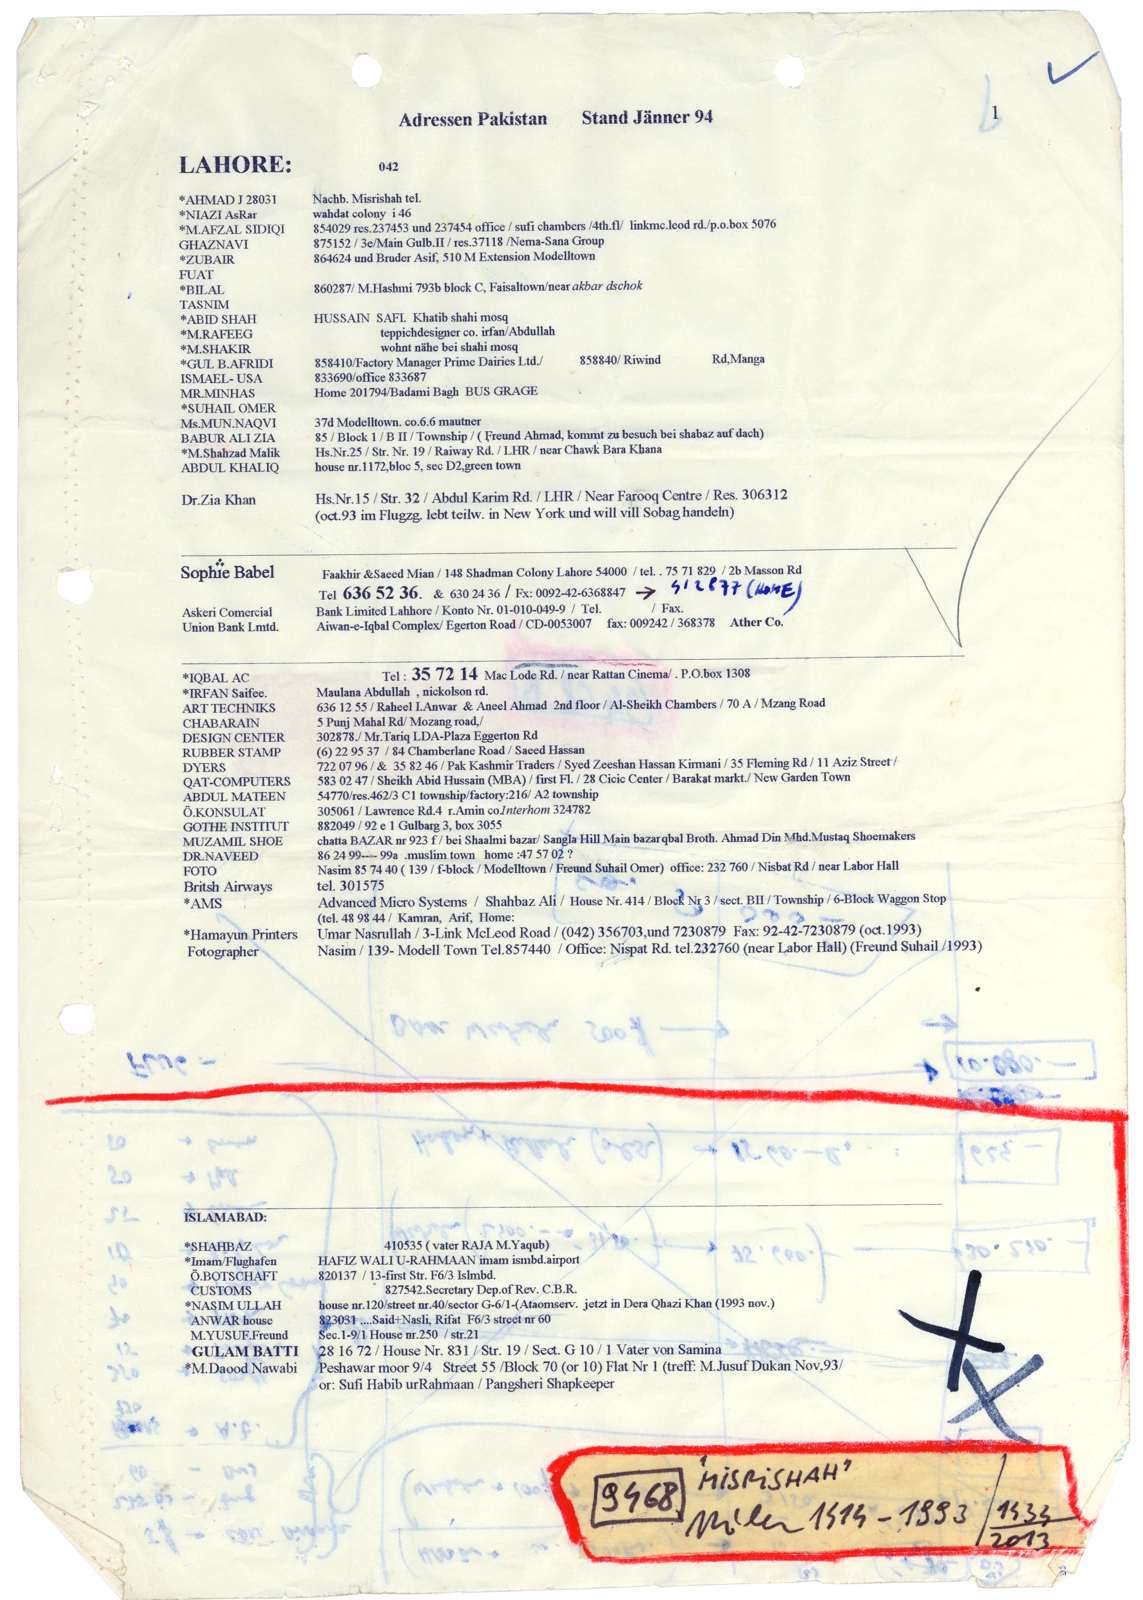 Adressen Pakistan Stand Jänner 94 1
LAHORE: 042
*AHMAD J 28031 Nachb. Misrishah tel.
*NIAZI AsRar wahdat colony i 46
*M.AFZAL SIDIQI 854029 res.237453 und 237454 office / sufi chambers /4th.fl/ linkmc.leod rd./p.o.box 5076
GHAZNAVI 875152 / 3e/Main Gulb.II / res.37118 /Nema-Sana Group
*ZUBAIR 864624 und Bruder Asif, 510 M Extension Modelltown
FUAT
*BILAL 860287/ M.Hashmi 793b block C, Faisaltown/near akbar dschok
TASNIM
*ABID SHAH HUSSAIN SAFI. Khatib shahi mosq
*M.RAFEEG teppichdesigner co. irfan/Abdullah
*M.SHAKIR wohnt nähe bei shahi mosq
*GUL B.AFRIDI 858410/Factory Manager Prime Dairies Ltd./ 858840/ Riwind Rd,Manga
ISMAEL- USA 833690/office 833687
MR.MINHAS Home 201794/Badami Bagh BUS GRAGE
*SUHAIL OMER
Ms.MUN.NAQVI 37d Modelltown. co.6.6 mautner
BABUR ALI ZIA 85 / Block 1 / B II / Township / ( Freund Ahmad, kommt zu besuch bei shabaz auf dach)
*M.Shahzad Malik Hs.Nr.25 / Str. Nr. 19 / Raiway Rd. / LHR / near Chawk Bara Khana
ABDUL KHALIQ house nr.1172,bloc 5, sec D2,green town
Dr.Zia Khan Hs.Nr.15 / Str. 32 / Abdul Karim Rd. / LHR / Near Farooq Centre / Res. 306312
(oct.93 im Flugzg, lebt teilw. in New York und will vill Sobag handeln)
Sophie Babel Faakhir &Saeed Mian / 148 Shadman Colony Lahore 54000 / tel. . 75 71 829 / 2b Masson Rd
Tel 636 52 36. & 630 24 36 / Fx: 0092-42-6368847 → 412877 (HOME)
Askeri Comercial Bank Limited Lahhore / Konto Nr. 01-010-049-9 / Tel. / Fax.
Union Bank Lmtd. Aiwan-e-Iqbal Complex/ Egerton Road / CD-0053007 fax: 009242 / 368378 Ather Co.
*IQBAL AC Tel : 35 72 14 Mac Lode Rd. / near Rattan Cinema/ . P.O.box 1308
*IRFAN Saifee. Maulana Abdullah , nickolson rd.
ART TECHNIKS 636 12 55 / Raheel I.Anwar & Aneel Ahmad 2nd floor / Al-Sheikh Chambers / 70 A / Mzang Road
CHABARAIN 5 Punj Mahal Rd/ Mozang road,/
DESIGN CENTER 302878./ Mr.Tariq LDA-Plaza Eggerton Rd
RUBBER STAMP (6) 22 95 37 / 84 Chamberlane Road / Saeed Hassan
DYERS 722 07 96 / & 35 82 46 / Pak Kashmir Traders / Syed Zeeshan Hassan Kirmani / 35 Fleming Rd / 11 Aziz Street /
QAT-COMPUTERS 583 02 47 / Sheikh Abid Hussain (MBA) / first Fl. / 28 Cicic Center / Barakat markt./ New Garden Town
ABDUL MATEEN 54770/res.462/3 C1 township/factory:216/ A2 township
Ö.KONSULAT 305061 / Lawrence Rd.4 r.Amin co.Interhom 324782
GOTHE INSTITUT 882049 / 92 e 1 Gulbarg 3, box 3055
MUZAMIL SHOE chatta BAZAR nr 923 f / bei Shaalmi bazar/ Sangla Hill Main bazarqbal Broth. Ahmad Din Mhd.Mustaq Shoemakers
DR.NAVEED 86 24 99---- 99a .muslim town home :47 57 02 ?
FOTO Nasim 85 74 40 ( 139 / f-block / Modelltown / Freund Suhail Omer) office: 232 760 / Nisbat Rd / near Labor Hall
Britsh Airways tel. 301575
*AMS Advanced Micro Systems / Shahbaz Ali / House Nr. 414 / Block Nr 3 / sect. BII / Township / 6-Block Waggon Stop
(tel. 48 98 44 / Kamran, Arif, Home:
*Hamayun Printers Umar Nasrullah / 3-Link McLeod Road / (042) 356703,und 7230879 Fax: 92-42-7230879 (oct.1993)
Fotographer Nasim / 139- Modell Town Tel.857440 / Office: Nispat Rd. tel.232760 (near Labor Hall) (Freund Suhail /1993)
ISLAMABAD:
*SHAHBAZ 410535 ( vater RAJA M.Yaqub)
*Imam/Flughafen HAFIZ WALI U-RAHMAAN imam ismbd.airport
Ö.BOTSCHAFT 820137 / 13-first Str. F6/3 Islmbd.
CUSTOMS 827542.Secretary Dep.of Rev. C.B.R.
*NASIM ULLAH house nr.120/street nr.40/sector G-6/1-(Ataomserv. jetzt in Dera Qhazi Khan (1993 nov.)
ANWAR house 823031 ....Said+Nasli, Rifat F6/3 street nr 60
M.YUSUF.Freund Sec.1-9/1 House nr.250 / str.21
GULAM BATTI 28 16 72 / House Nr. 831 / Str. 19 / Sect. G 10 / 1 Vater von Samina
*M.Daood Nawabi Peshawar moor 9/4 Street 55 /Block 70 (or 10) Flat Nr 1 (treff: M.Jusuf Dukan Nov,93/
or: Sufi Habib urRahmaan / Pangsheri Shapkeeper
9468 "MISRISHAH"
1414 - 1993 / 1434
2013